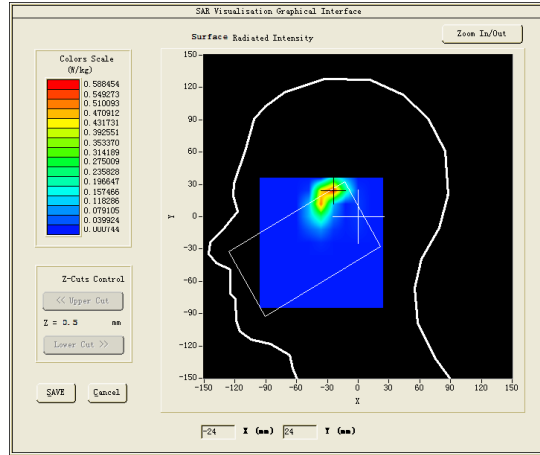 SAR Visualisation Graphical Interface
Surface Radiated Intensity
Zoom In/Out
Colors Scale
(W/kg)
0.588454
0.549273
0.510093
0.470912
0.431731
0.392551
0.353370
0.314189
0.275009
0.235828
0.196647
0.157466
0.118286
0.079105
0.039924
0.000744
Z-Cuts Control
<< Upper Cut
Z = 0.5 mm
Lower Cut >>
SAVE Cancel
150
120
90
60
30
0
-30
-60
-90
-120
-150
Y
-150 -120 -90 -60 -30 0 30 60 90 120 150
X
-24 X (mm) 24 Y (mm)